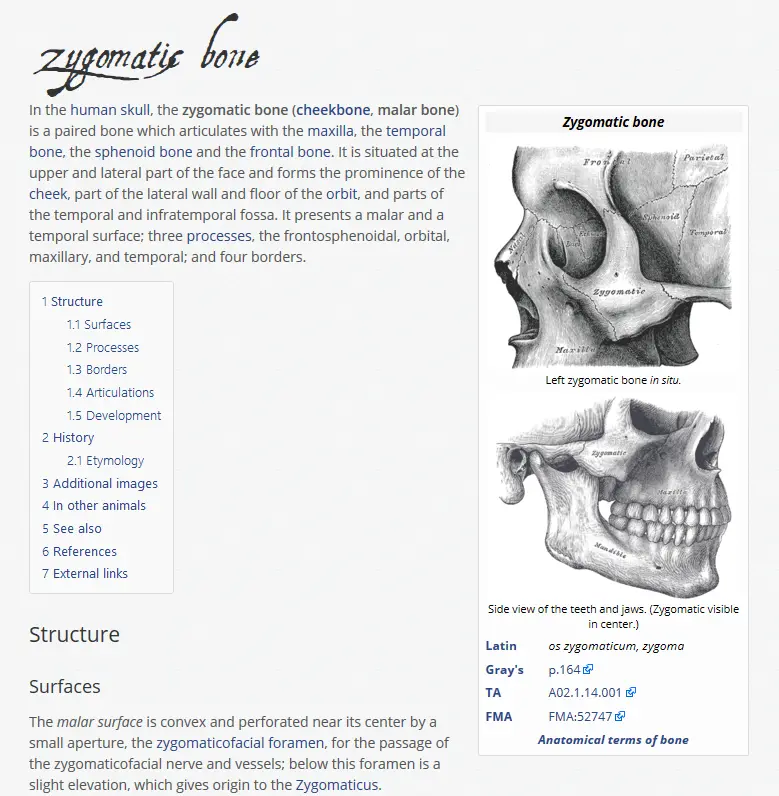 zygomatic bone
In the human skull, the zygomatic bone (cheekbone, malar bone)
is a paired bone which articulates with the maxilla, the temporal
bone, the sphenoid bone and the frontal bone. It is situated at the
upper and lateral part of the face and forms the prominence of the
cheek, part of the lateral wall and floor of the orbit, and parts of
the temporal and infratemporal fossa. It presents a malar and a
temporal surface; three processes, the frontosphenoidal, orbital,
maxillary, and temporal; and four borders.
1 Structure
1.1 Surfaces
1.2 Processes
1.3 Borders
1.4 Articulations
1.5 Development
2 History
2.1 Etymology
3 Additional images
4 In other animals
5 See also
6 References
7 External links
Structure
Surfaces
The malar surface is convex and perforated near its center by a
small aperture, the zygomaticofacial foramen, for the passage of
the zygomaticofacial nerve and vessels; below this foramen is a
slight elevation, which gives origin to the Zygomaticus.
Zygomatic bone
Frontal
Parietal
Sphenoid
Temporal
Nasal
Zygomatic
Maxilla
Left zygomatic bone in situ.
Zygomatic
Maxilla
Mandible
Side view of the teeth and jaws. (Zygomatic visible
in center.)
Latin os zygomaticum, zygoma
Gray's p.164
TA A02.1.14.001
FMA FMA:52747
Anatomical terms of bone